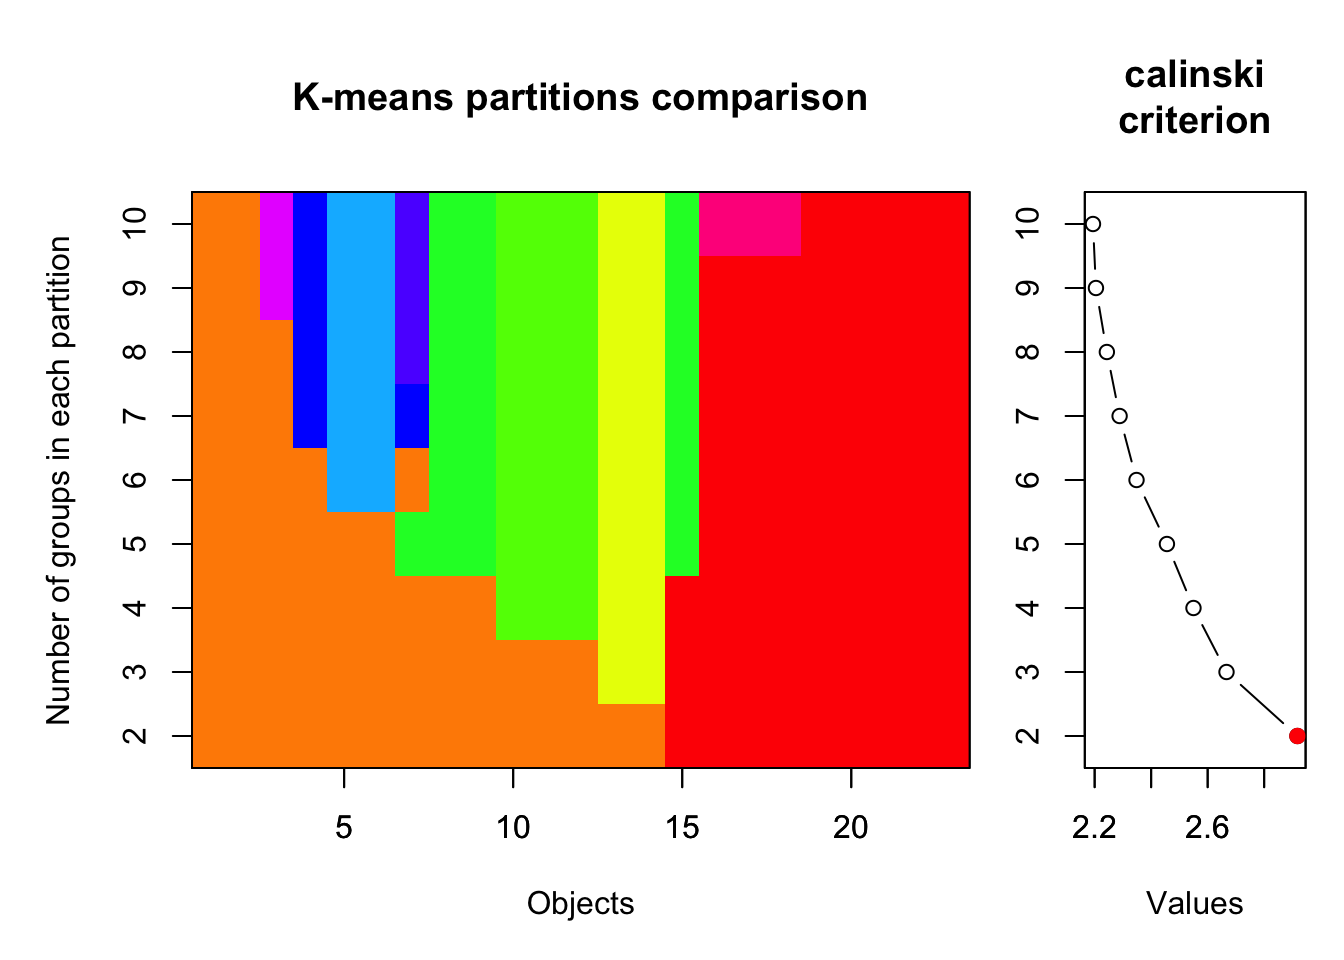 K-means partitions comparison
calinski
criterion
Number of groups in each partition
10
9
8
7
6
5
4
3
2
5 10 15 20
Objects
10
9
8
7
6
5
4
3
2
2.2 2.6
Values